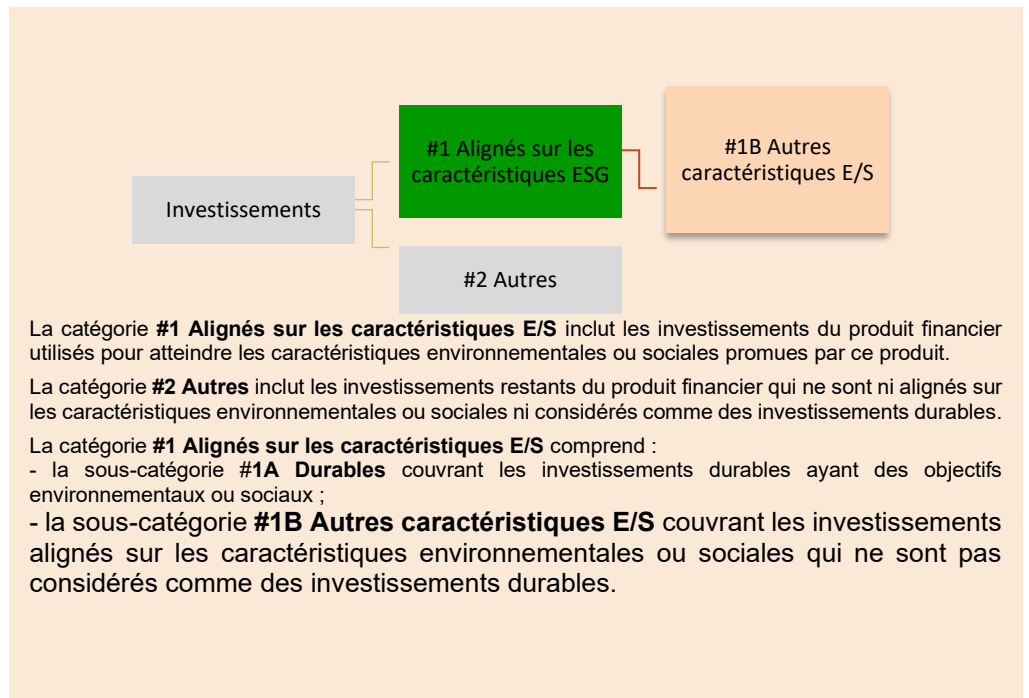 #1 Alignés sur les
caractéristiques ESG
#1B Autres
caractéristiques E/S
Investissements
#2 Autres
La catégorie #1 Alignés sur les caractéristiques E/S inclut les investissements du produit financier
utilisés pour atteindre les caractéristiques environnementales ou sociales promues par ce produit.
La catégorie #2 Autres inclut les investissements restants du produit financier qui ne sont ni alignés sur
les caractéristiques environnementales ou sociales ni considérés comme des investissements durables.
La catégorie #1 Alignés sur les caractéristiques E/S comprend :
- la sous-catégorie #1A Durables couvrant les investissements durables ayant des objectifs
environnementaux ou sociaux ;
- la sous-catégorie #1B Autres caractéristiques E/S couvrant les investissements
alignés sur les caractéristiques environnementales ou sociales qui ne sont pas
considérés comme des investissements durables.